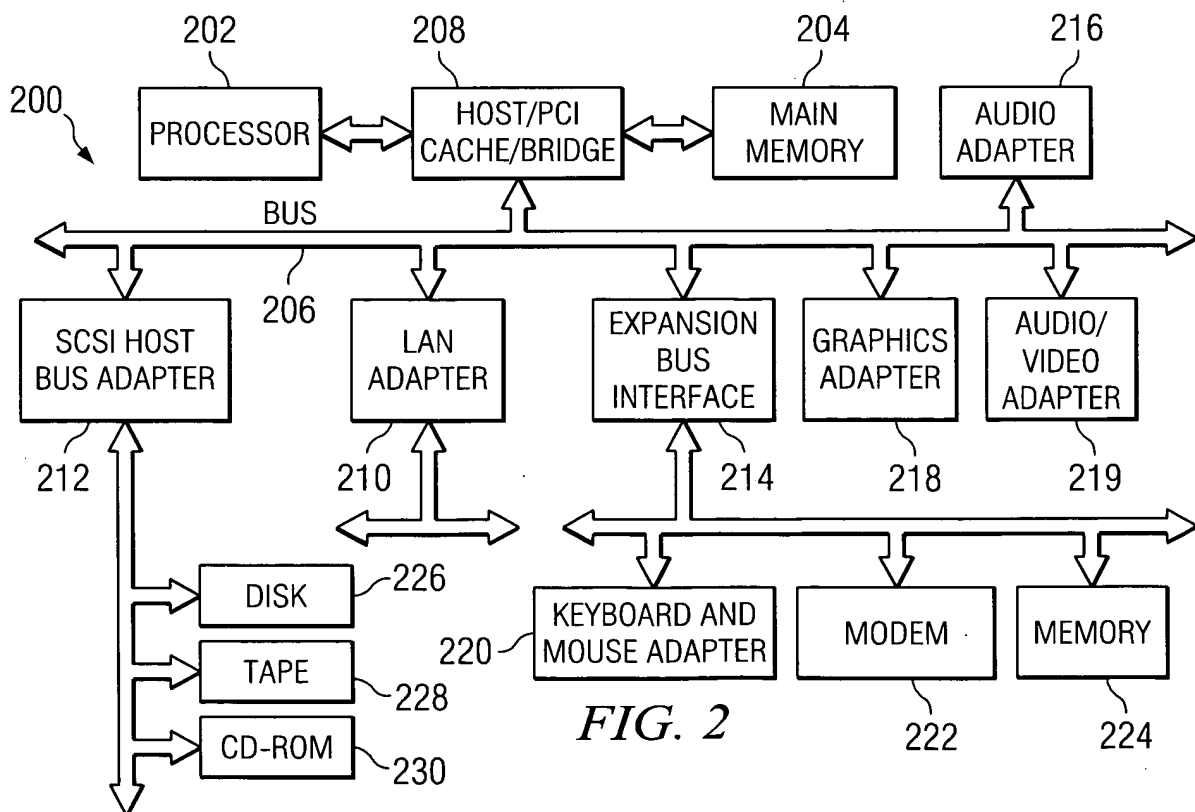 202
208
204
216
200
PROCESSOR
HOST/PCI
CACHE/BRIDGE
MAIN
MEMORY
AUDIO
ADAPTER
BUS
206
SCSI HOST
BUS ADAPTER
LAN
ADAPTER
EXPANSION
BUS
INTERFACE
GRAPHICS
ADAPTER
AUDIO/
VIDEO
ADAPTER
212
210
214
218
219
DISK
226
TAPE
228
CD-ROM
230
220
KEYBOARD AND
MOUSE ADAPTER
MODEM
MEMORY
222
224
FIG. 2